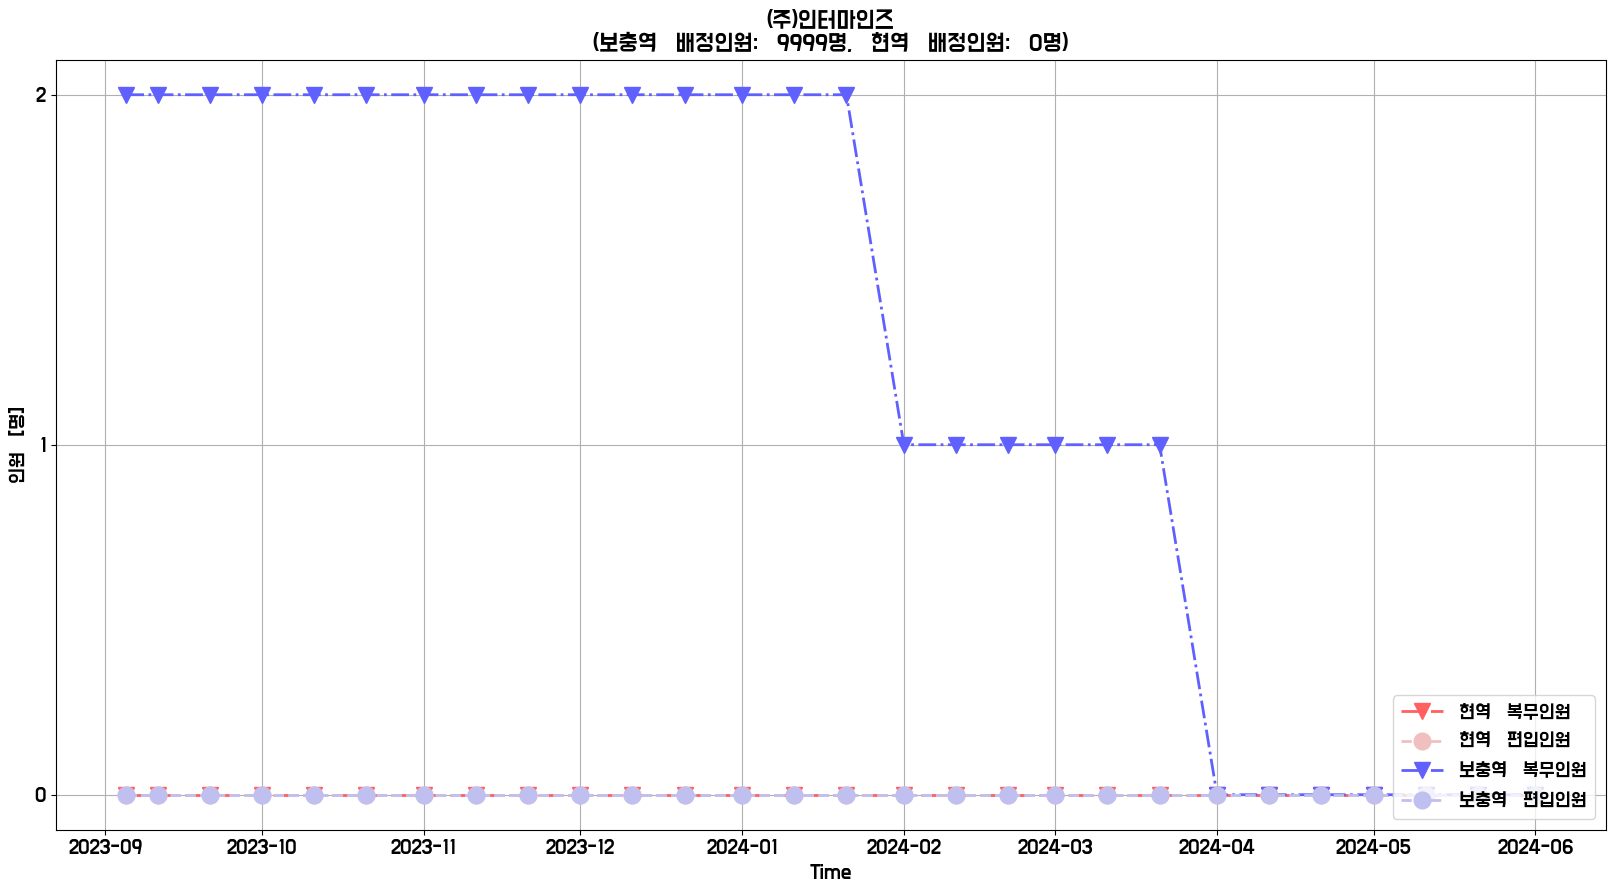 (주)인터마인즈
(보충역 배정인원: 9999명, 현역 배정인원: 0명)
인원 [명]
2
1
0
현역 복무인원
현역 편입인원
보충역 복무인원
보충역 편입인원
2023-09 2023-10 2023-11 2023-12 2024-01 2024-02 2024-03 2024-04 2024-05 2024-06
Time